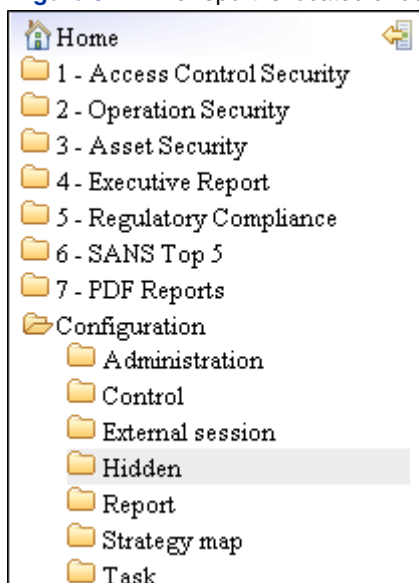 Home
1 - Access Control Security
2 - Operation Security
3 - Asset Security
4 - Executive Report
5 - Regulatory Compliance
6 - SANS Top 5
7 - PDF Reports
Configuration
Administration
Control
External session
Hidden
Report
Strategy map
Task